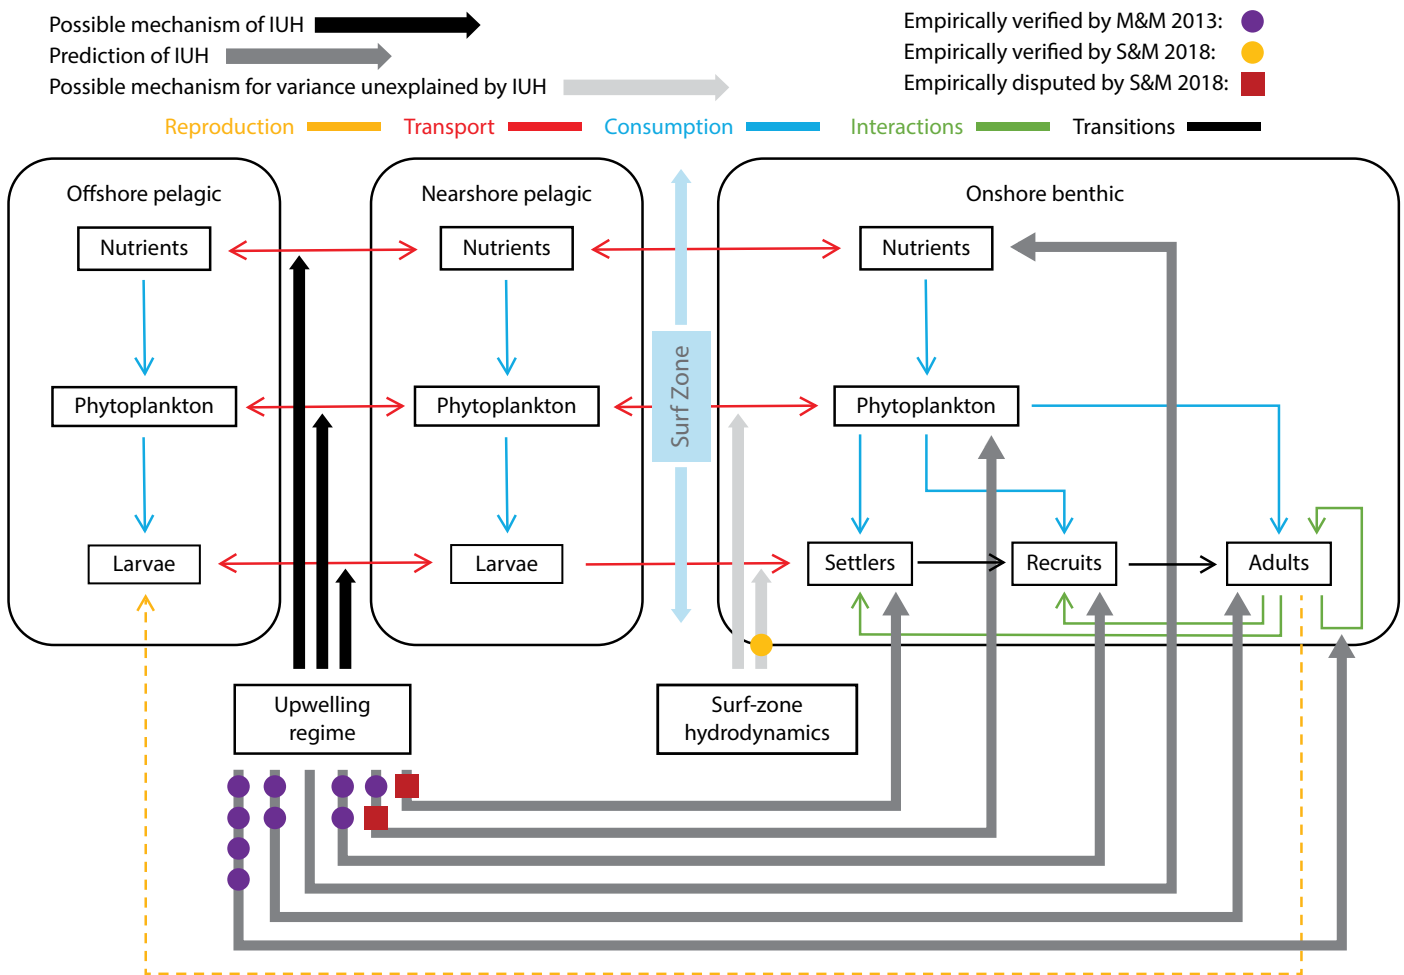 Possible mechanism of IUH
Prediction of IUH
Possible mechanism for variance unexplained by IUH
Empirically verified by M&M 2013:
Empirically verified by S&M 2018:
Empirically disputed by S&M 2018:
Reproduction Transport Consumption Interactions Transitions
Offshore pelagic
Nearshore pelagic
Onshore benthic
Nutrients
Nutrients
Nutrients
Surf Zone
Phytoplankton
Phytoplankton
Phytoplankton
Larvae
Larvae
Settlers
Recruits
Adults
Upwelling
regime
Surf-zone
hydrodynamics